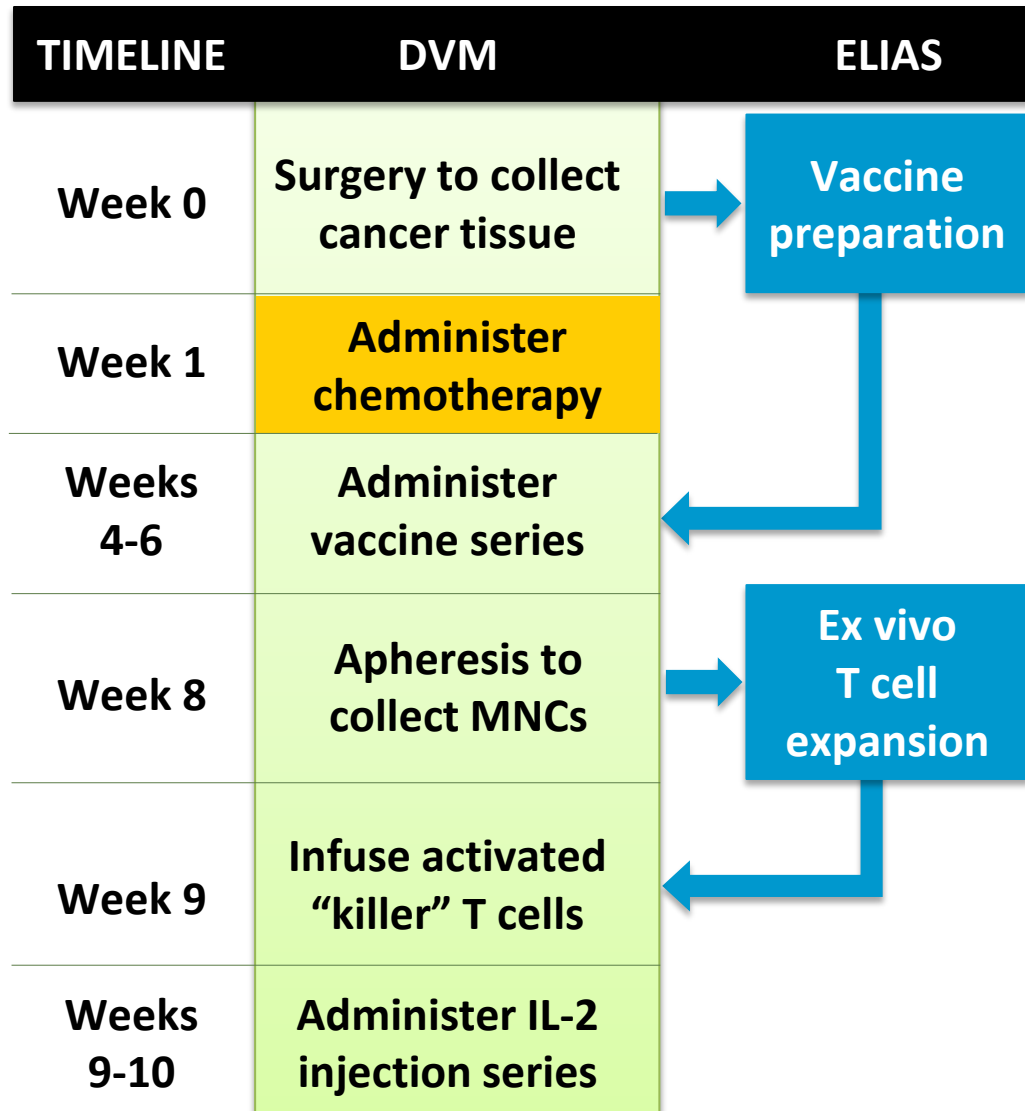 TIMELINE DVM ELIAS
Week 0
Surgery to collect
cancer tissue
Vaccine
preparation
Week 1
Administer
chemotherapy
Weeks
4-6
Administer
vaccine series
Week 8
Apheresis to
collect MNCs
Ex vivo
T cell
expansion
Week 9
Infuse activated
“killer” T cells
Weeks
9-10
Administer IL-2
injection series